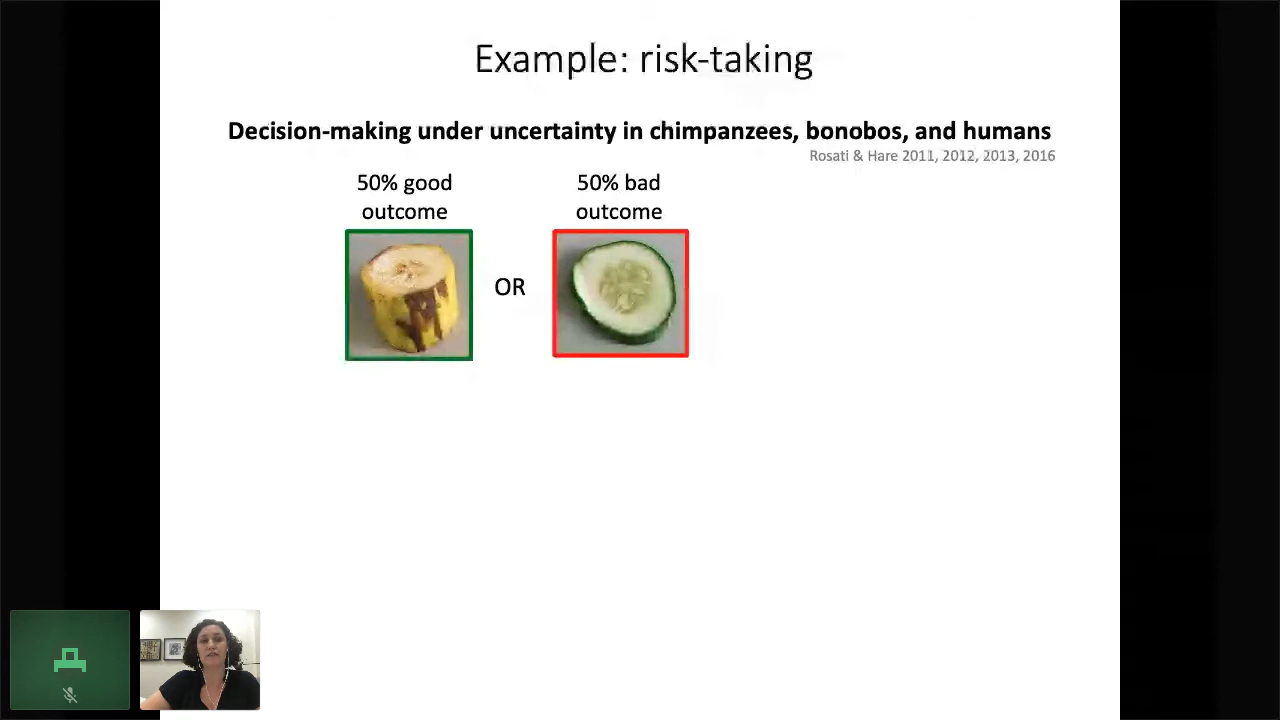 Example: risk-taking
Decision-making under uncertainty in chimpanzees, bonobos, and humans
Rosati & Hare 2011, 2012, 2013, 2016
50% good
outcome
50% bad
outcome
OR